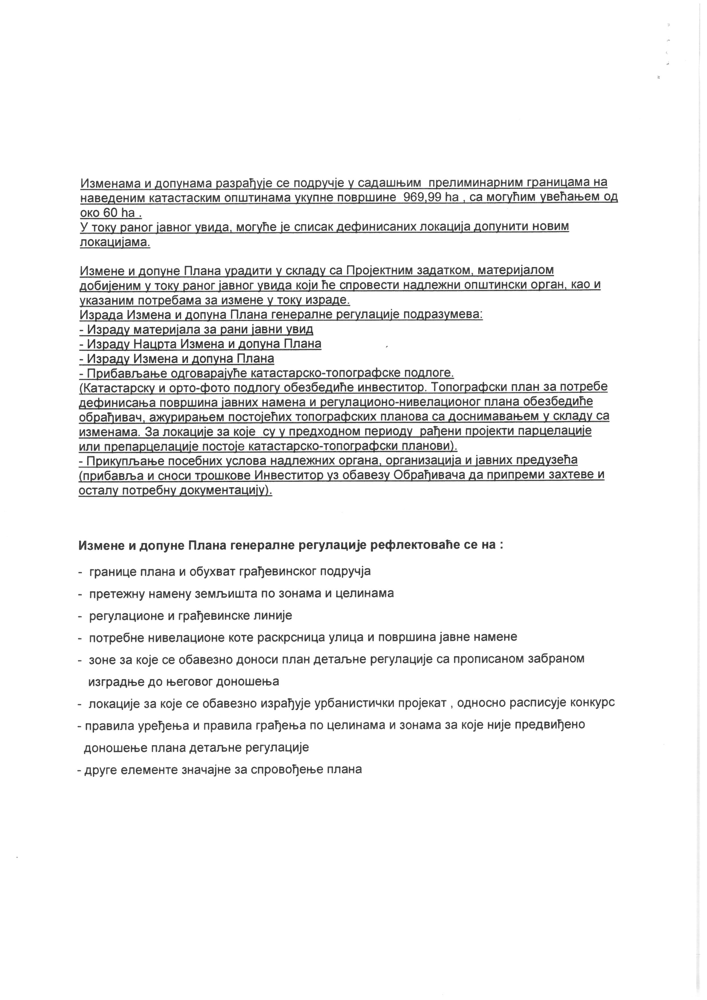 Изменама и допунама разрађује се подручје у садашњим прелиминарним границама на
наведеним катастаским општинама укупне површине 969,99 ha , са могућим увећањем од
око 60 ha .
У току раног јавног увида, могуће је списак дефинисаних локација допунити новим
локацијама.
Измене и допуне Плана урадити у складу са Пројектним задатком, материјалом
добијеним у току раног јавног увида који ће спровести надлежни општински орган, као и
указаним потребама за измене у току израде.
Израда Измена и допуна Плана генералне регулације подразумева:
- Израду материјала за рани јавни увид
- Израду Нацрта Измена и допуна Плана
- Израду Измена и допуна Плана
- Прибављање одговарајуће катастарско-топографске подлоге.
(Катастарску и орто-фото подлогу обезбедиће инвеститор. Топографски план за потребе
дефинисања површина јавних намена и регулационо-нивелационог плана обезбедиће
обрађивач, ажурирањем постојећих топографских планова са доснимавањем у складу са
изменама. За локације за које су у предходном периоду рађени пројекти парцелације
или препарцелације постоје катастарско-топографски планови).
- Прикупљање посебних услова надлежних органа, организација и јавних предузећа
(прибавља и сноси трошкове Инвеститор уз обавезу Обрађивача да припреми захтеве и
осталу потребну документацију).
Измене и допуне Плана генералне регулације рефлектоваће се на :
- границе плана и обухват грађевинског подручја
- претежну намену земљишта по зонама и целинама
- регулационе и грађевинске линије
- потребне нивелационе коте раскрсница улица и површина јавне намене
- зоне за које се обавезно доноси план детаљне регулације са прописаном забраном
изградње до његовог доношења
- локације за које се обавезно израђује урбанистички пројекат , односно расписује конкурс
- правила уређења и правила грађења по целинама и зонама за које није предвиђено
доношење плана детаљне регулације
- друге елементе значајне за спровођење плана